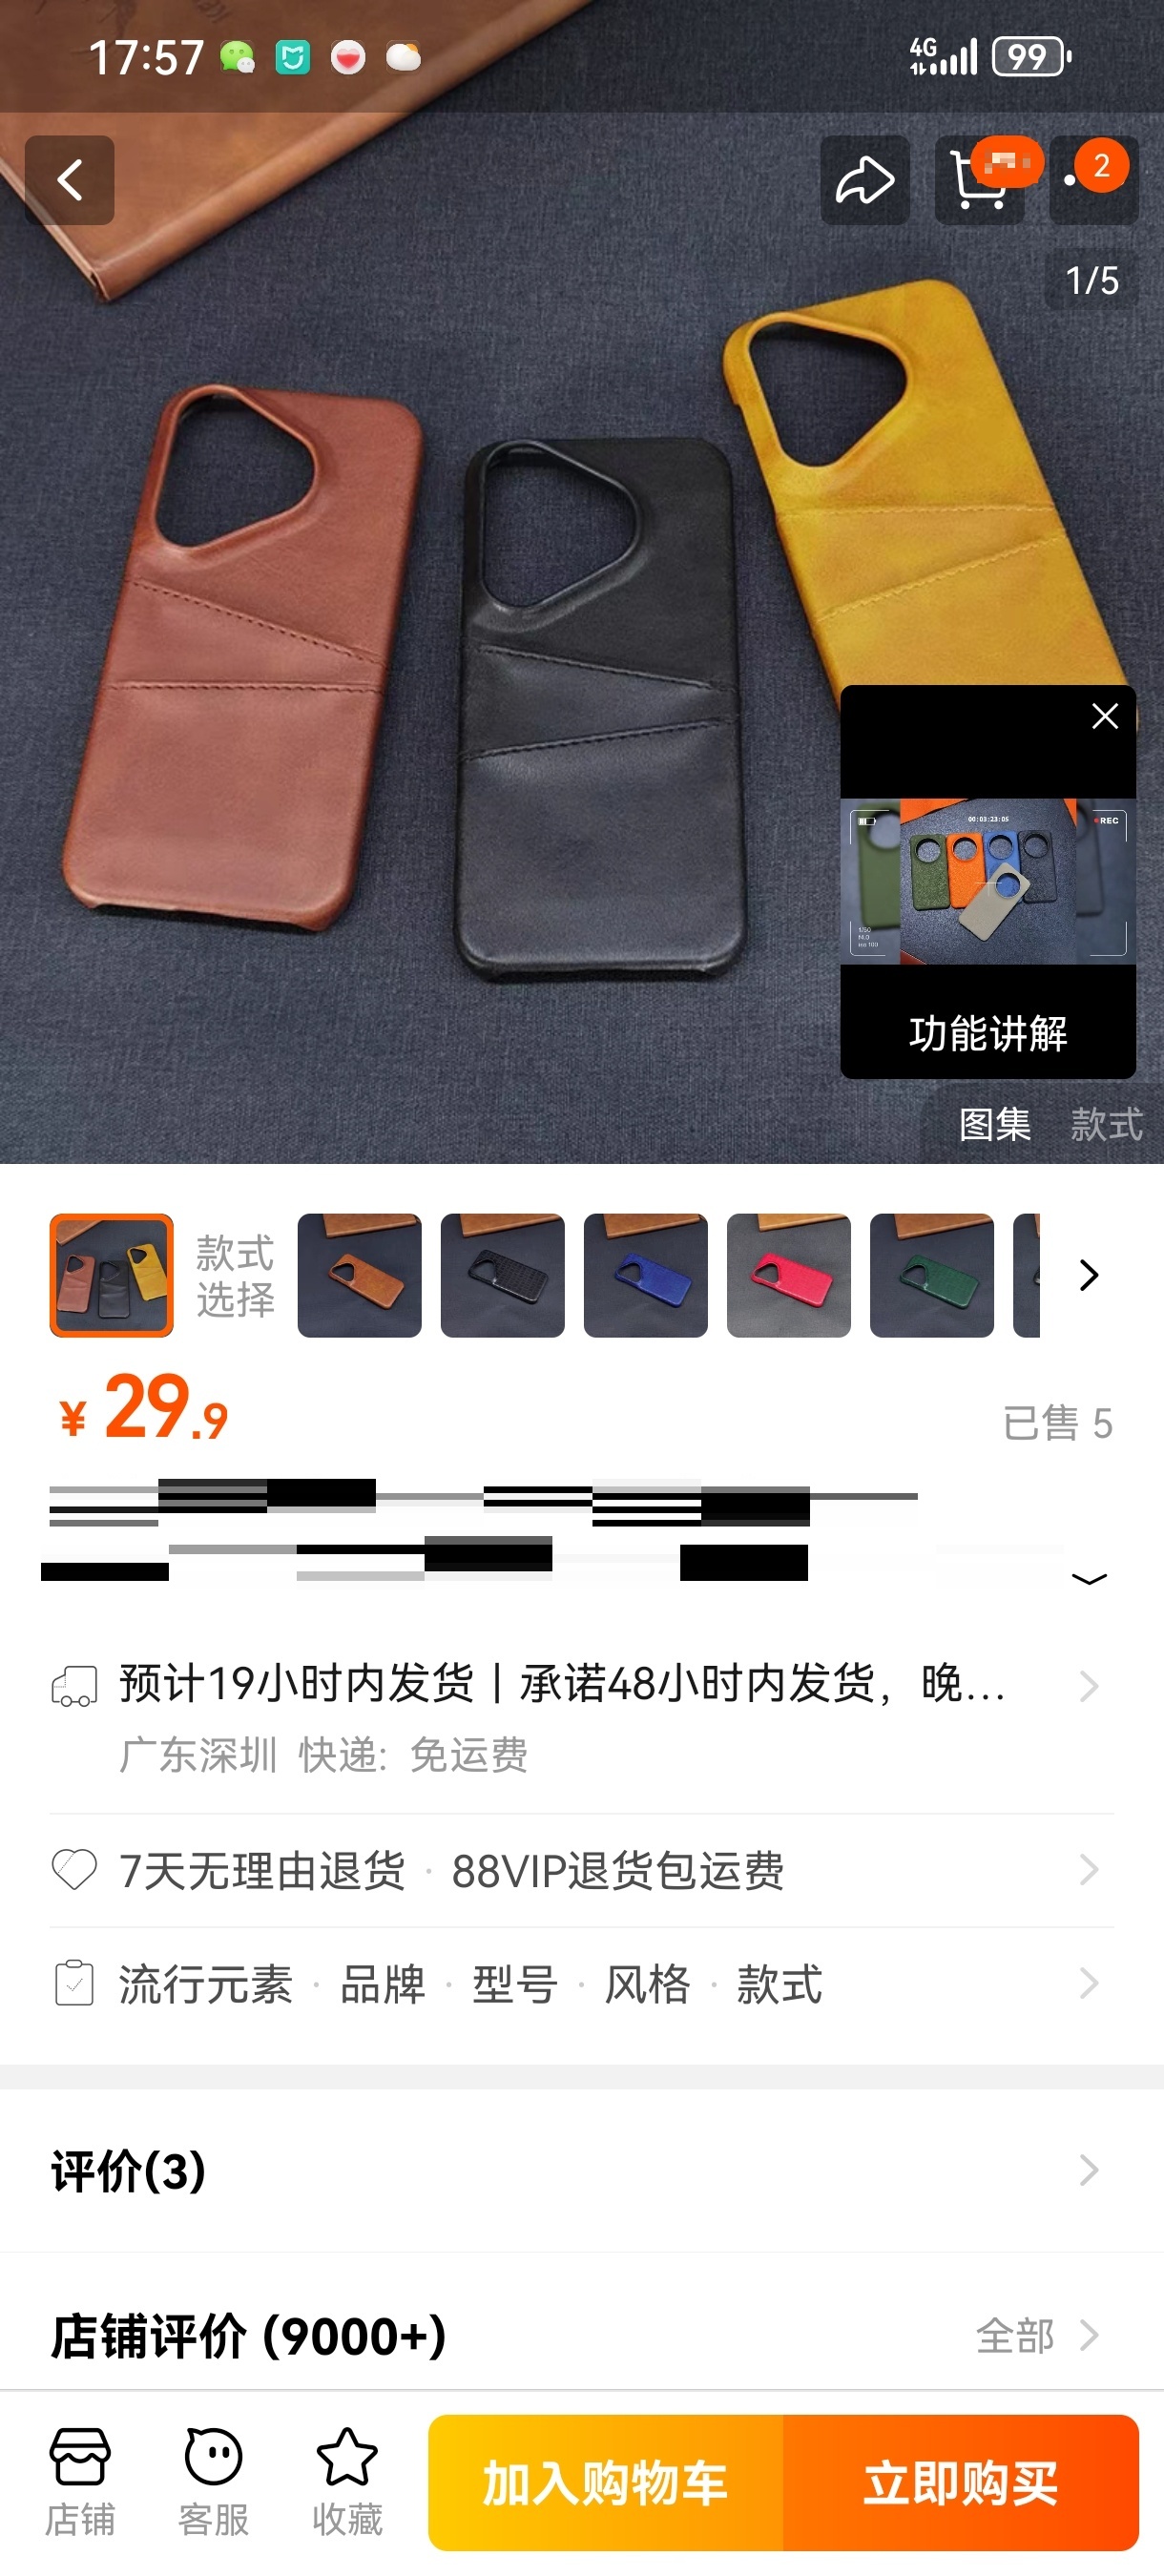 17:57
4G
99
2
1/5
00:03:23:05
REC
功能讲解
图集 款式
款式
选择
¥ 29.9
已售 5
预计19小时内发货 | 承诺48小时内发货，晚...
广东深圳 快递: 免运费
7天无理由退货 · 88VIP退货包运费
流行元素 · 品牌 · 型号 · 风格 · 款式
评价(3)
店铺评价 (9000+)
全部
店铺
客服
收藏
加入购物车
立即购买